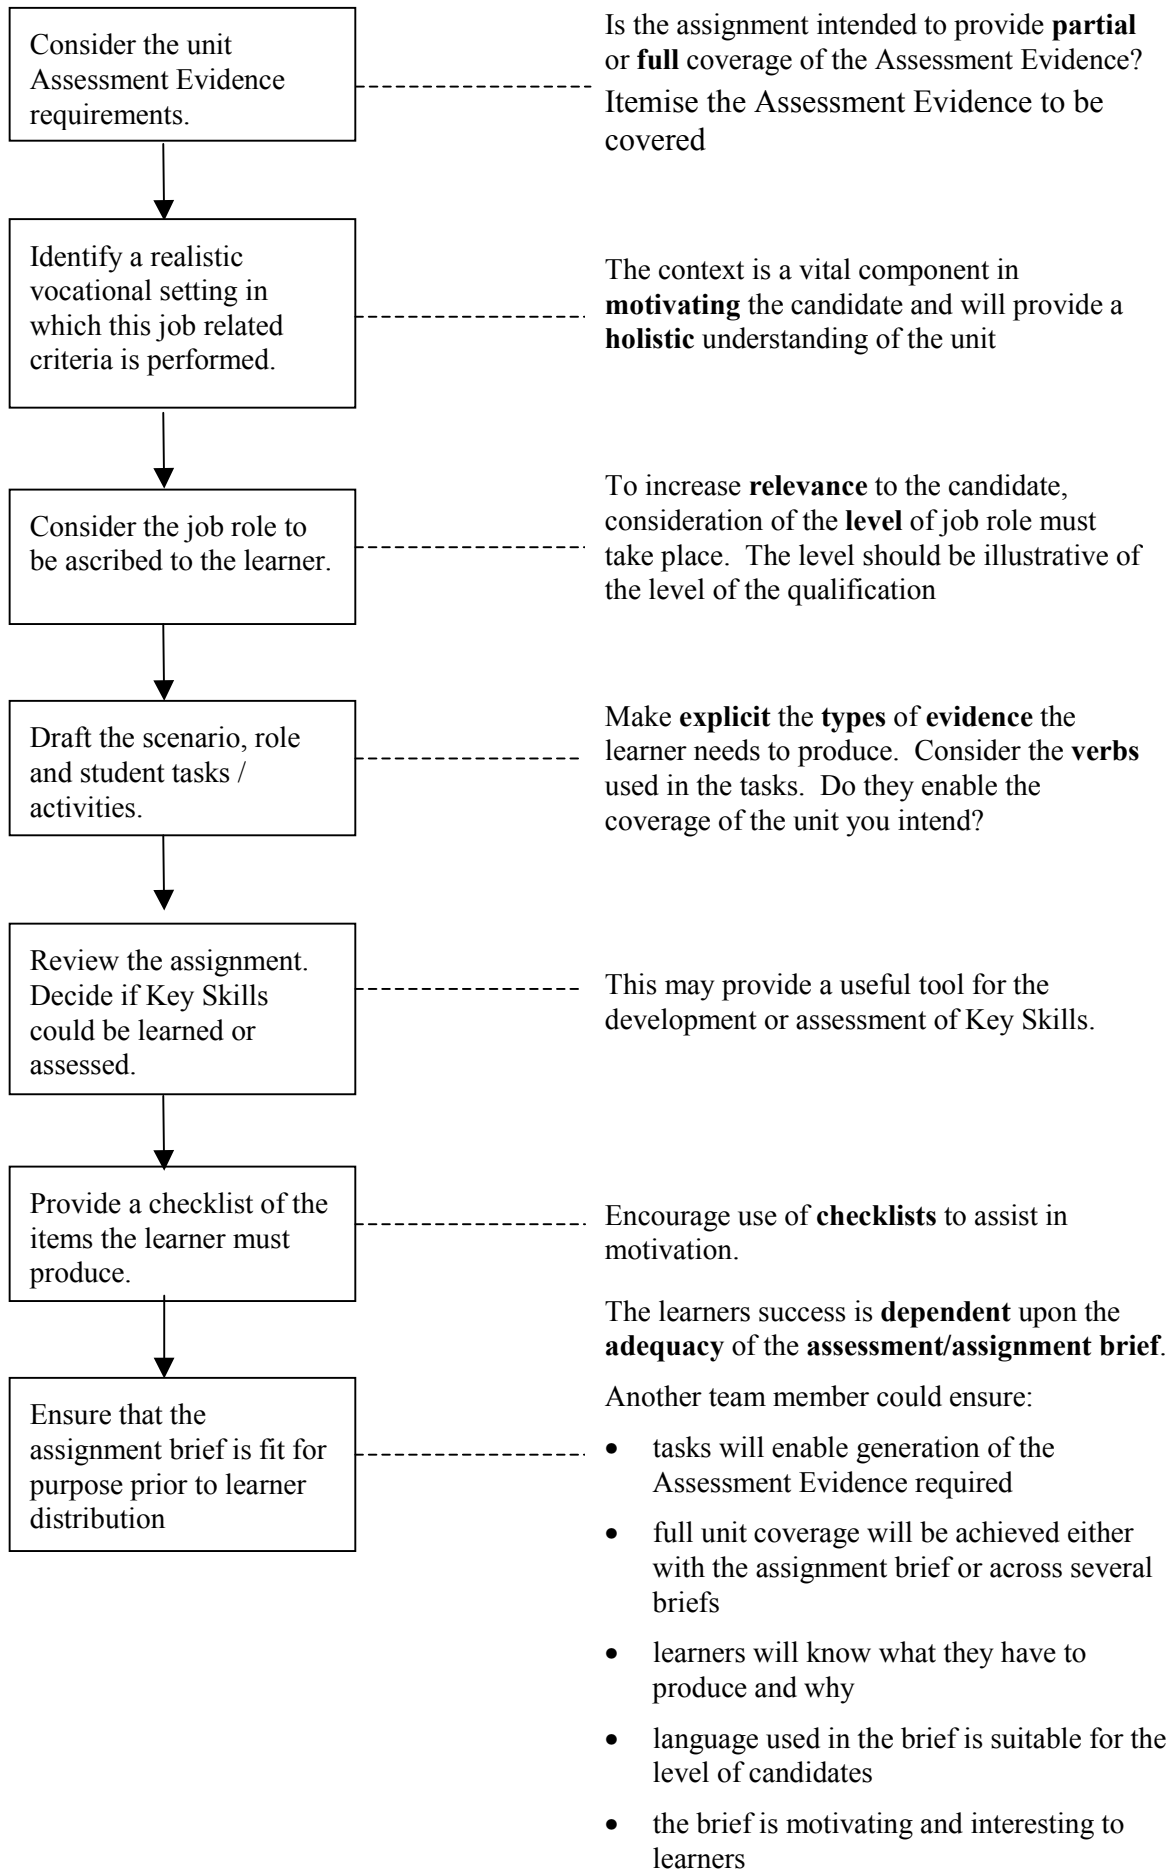 Consider the unit
Assessment Evidence
requirements.
Is the assignment intended to provide partial
or full coverage of the Assessment Evidence?
Itemise the Assessment Evidence to be
covered
Identify a realistic
vocational setting in
which this job related
criteria is performed.
The context is a vital component in
motivating the candidate and will provide a
holistic understanding of the unit
Consider the job role to
be ascribed to the learner.
To increase relevance to the candidate,
consideration of the level of job role must
take place.  The level should be illustrative of
the level of the qualification
Draft the scenario, role
and student tasks /
activities.
Make explicit the types of evidence the
learner needs to produce.  Consider the verbs
used in the tasks.  Do they enable the
coverage of the unit you intend?
Review the assignment.
Decide if Key Skills
could be learned or
assessed.
This may provide a useful tool for the
development or assessment of Key Skills.
Provide a checklist of the
items the learner must
produce.
Encourage use of checklists to assist in
motivation.
Ensure that the
assignment brief is fit for
purpose prior to learner
distribution
The learners success is dependent upon the
adequacy of the assessment/assignment brief.
Another team member could ensure:
• tasks will enable generation of the
Assessment Evidence required
• full unit coverage will be achieved either
with the assignment brief or across several
briefs
• learners will know what they have to
produce and why
• language used in the brief is suitable for the
level of candidates
• the brief is motivating and interesting to
learners